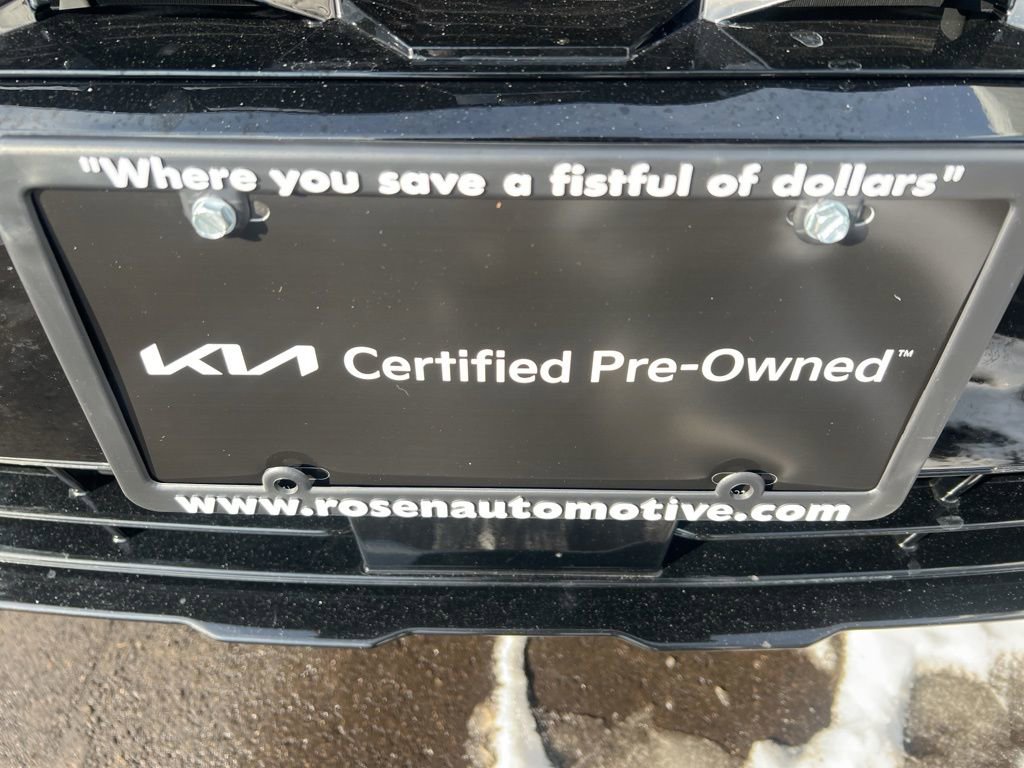 "Where you save a fistful of dollars"
KIA Certified Pre-Owned™
www.rosenautomotive.com